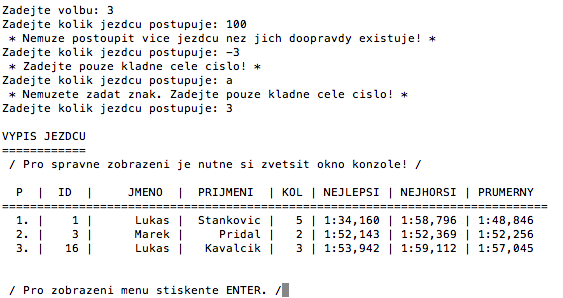 Zadejte volbu: 3
Zadejte kolik jezdcu postupuje: 100
* Nemuze postoupit vice jezdcu nez jich doopravdy existuje! *
Zadejte kolik jezdcu postupuje: -3
* Zadejte pouze kladne cele cislo! *
Zadejte kolik jezdcu postupuje: a
* Nemuzete zadat znak. Zadejte pouze kladne cele cislo! *
Zadejte kolik jezdcu postupuje: 3
VYPIS JEZDCU
============
/ Pro spravne zobrazeni je nutne si zvetsit okno konzole! /
P | ID | JMENO | PRIJMENI | KOL | NEJLEPSI | NEJHORSI | PRUMERNY
==============================================================================
1. | 1 | Lukas | Stankovic | 5 | 1:34,160 | 1:58,796 | 1:48,846
2. | 3 | Marek | Pridal | 2 | 1:52,143 | 1:52,369 | 1:52,256
3. | 16 | Lukas | Kavalcik | 3 | 1:53,942 | 1:59,112 | 1:57,045
/ Pro zobrazeni menu stiskente ENTER. /